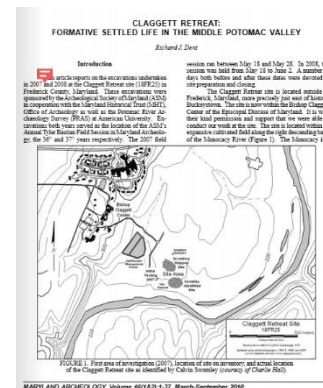 CLAGGETT RETREAT:
FORMATIVE SETTLED LIFE IN THE MIDDLE POTOMAC VALLEY
Richard J. Dent
Introduction
article reports on the excavations undertaken
in 2007 and 2008 at the Claggett Retreat site (18FR25) in
Frederick County, Maryland. These excavations were
sponsored by the Archeological Society of Maryland (ASM)
in cooperation with the Maryland Historical Trust (MHT),
Office of Archaeology as well as the Potomac River Ar-
chaeology Survey (PRAS) at American University. Ex-
cavations both years served as the location of the ASM's
Annual Tyler Bastian Field Session in Maryland Archeolo-
gy, the 36th and 37th years respectively. The 2007 field
session ran between May 18 and May 28. In 2008,
session was held from May 16 to June 2. A number
days both before and after these dates were devoted
site preparation and closing.
The Claggett Retreat site is located outside
Frederick, Maryland, more precisely just east of
Buckeystown. The site is now within the Bishop Clagg
Center of the Episcopal Diocese of Maryland. It is
their kind permission and support that we were able
conduct our work at the site. The site is located within
expansive cultivated field along the right descending ba
of the Monocacy River (Figure 1). The Monocacy
Bishop
Claggett
Center
Site Area
Claggett Retreat Site
18FR25
FIGURE 1. First area of investigation (2007), location of site on inventory, and actual location
of the Claggett Retreat site as identified by Calvin Swomley (courtesy of Charlie Hall).
MARYLAND ARCHEOLOGY, Volume 46(1&2):1-37, March-September 2010